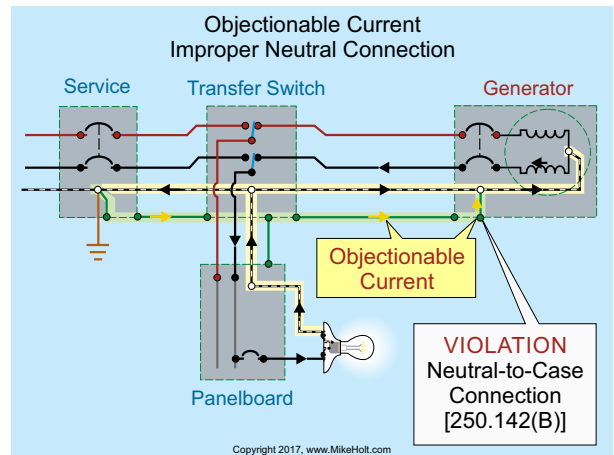 Objectionable Current
Improper Neutral Connection
Service
Transfer Switch
Generator
Objectionable
Current
VIOLATION
Neutral-to-Case
Connection
[250.142(B)]
Panelboard
Copyright 2017, www.MikeHolt.com